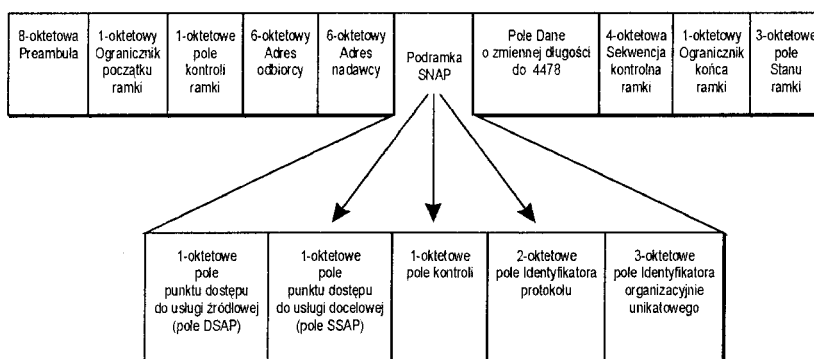 8-oktetowa
Preambuła
1-oktetowy
Ogranicznik
początku
ramki
1-oktetowe
pole
kontroli
ramki
6-oktetowy
Adres
odbiorcy
6-oktetowy
Adres
nadawcy
Podramka
SNAP
Pole Dane
o zmiennej długości
do 4478
4-oktetowa
Sekwencja
kontrolna
ramki
1-oktetowy
Ogranicznik
końca
ramki
3-oktetowe
pole
Stanu
ramki
1-oktetowe
pole
punktu dostępu
do usługi źródłowej
(pole DSAP)
1-oktetowe
pole
punktu dostępu
do usługi docelowej
(pole SSAP)
1-oktetowe
pole kontroli
2-oktetowe
pole Identyfikatora
protokołu
3-oktetowe
pole Identyfikatora
organizacyjnie
unikatowego